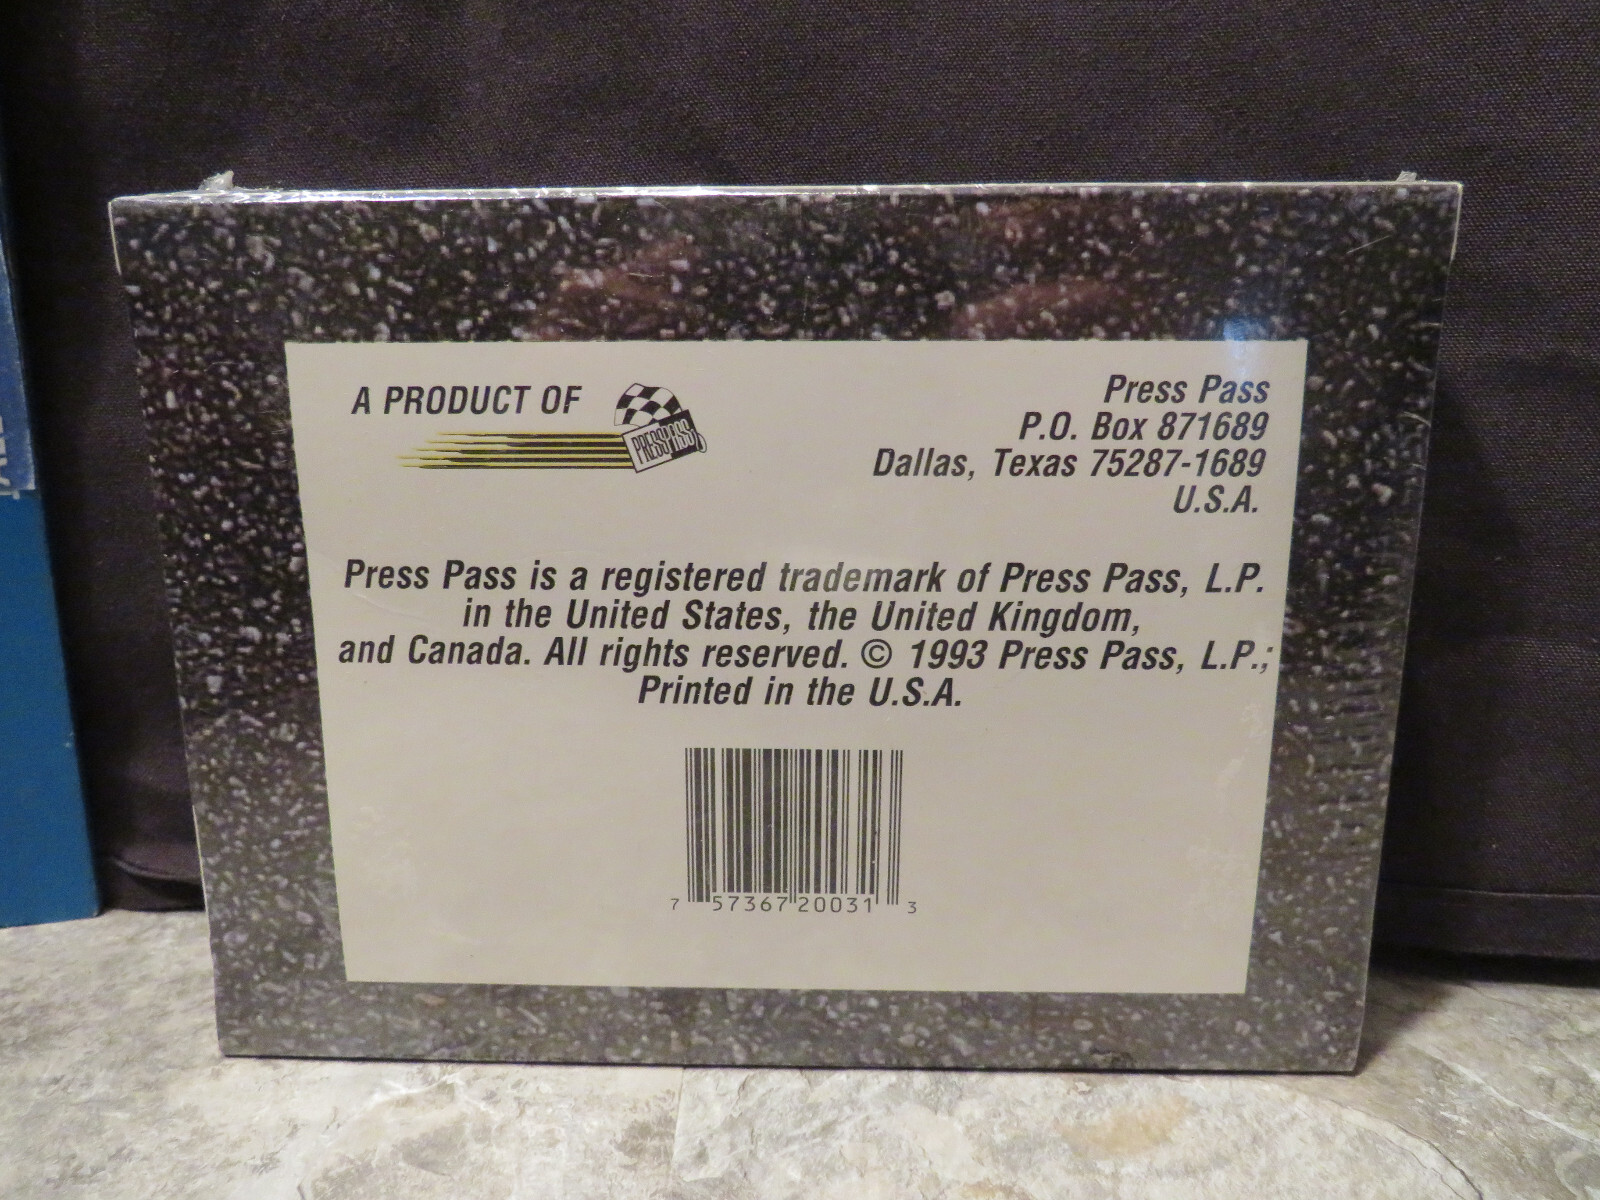 A PRODUCT OF
PRESS PASS
Press Pass
P.O. Box 871689
Dallas, Texas 75287-1689
U.S.A.
Press Pass is a registered trademark of Press Pass, L.P.
in the United States, the United Kingdom,
and Canada. All rights reserved. © 1993 Press Pass, L.P.;
Printed in the U.S.A.
7 57367 20031 3